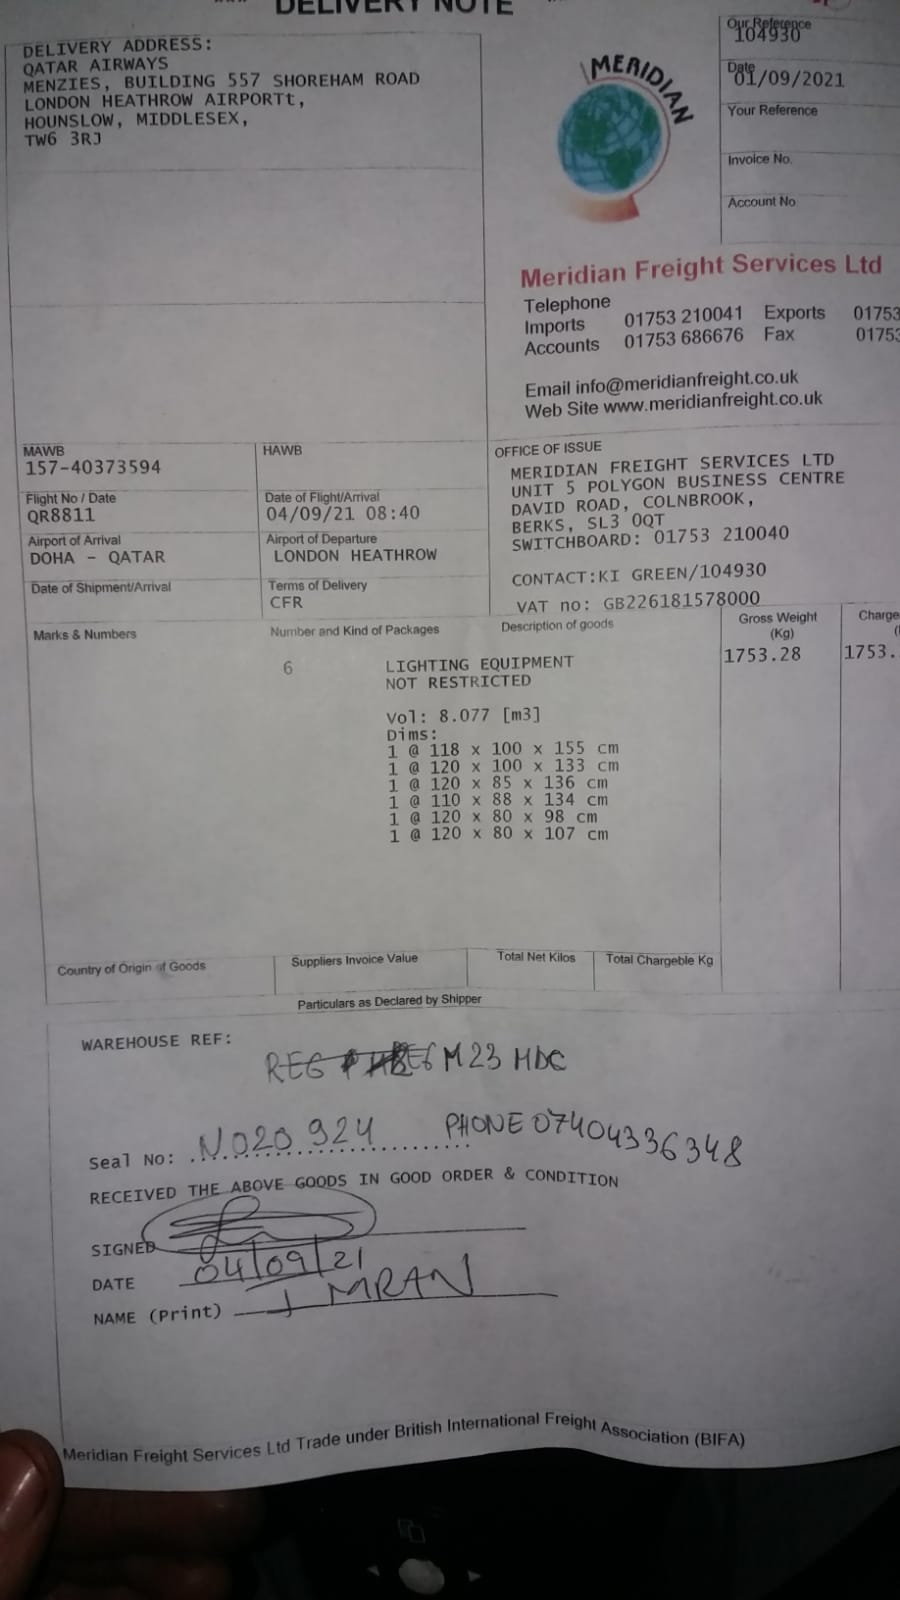 DELIVERY NOTE
DELIVERY ADDRESS:
QATAR AIRWAYS
MENZIES, BUILDING 557 SHOREHAM ROAD
LONDON HEATHROW AIRPORTt,
HOUNSLOW, MIDDLESEX,
TW6 3RJ
MERIDIAN
Our Reference
104930
Date
01/09/2021
Your Reference
Invoice No.
Account No
Meridian Freight Services Ltd
Telephone
Imports 01753 210041 Exports 01753
Accounts 01753 686676 Fax 01753
Email info@meridianfreight.co.uk
Web Site www.meridianfreight.co.uk
MAWB
157-40373594
HAWB
Flight No / Date
QR8811
Date of Flight/Arrival
04/09/21 08:40
Airport of Arrival
DOHA - QATAR
Airport of Departure
LONDON HEATHROW
Date of Shipment/Arrival
Terms of Delivery
CFR
OFFICE OF ISSUE
MERIDIAN FREIGHT SERVICES LTD
UNIT 5 POLYGON BUSINESS CENTRE
DAVID ROAD, COLNBROOK,
BERKS, SL3 0QT
SWITCHBOARD: 01753 210040
CONTACT:KI GREEN/104930
VAT no: GB226181578000
Marks & Numbers
Number and Kind of Packages
Description of goods
Gross Weight
(Kg)
Charge
6
LIGHTING EQUIPMENT
NOT RESTRICTED
1753.28
1753.
Vol: 8.077 [m3]
Dims:
1 @ 118 x 100 x 155 cm
1 @ 120 x 100 x 133 cm
1 @ 120 x 85 x 136 cm
1 @ 110 x 88 x 134 cm
1 @ 120 x 80 x 98 cm
1 @ 120 x 80 x 107 cm
Country of Origin of Goods
Suppliers Invoice Value
Total Net Kilos
Total Chargeable Kg
Particulars as Declared by Shipper
WAREHOUSE REF:
REG M23 HDC
Seal No: N020924 PHONE 07404336348
RECEIVED THE ABOVE GOODS IN GOOD ORDER & CONDITION
SIGNED
DATE 04/09/21
NAME (Print) IMRAN
Meridian Freight Services Ltd Trade under British International Freight Association (BIFA)